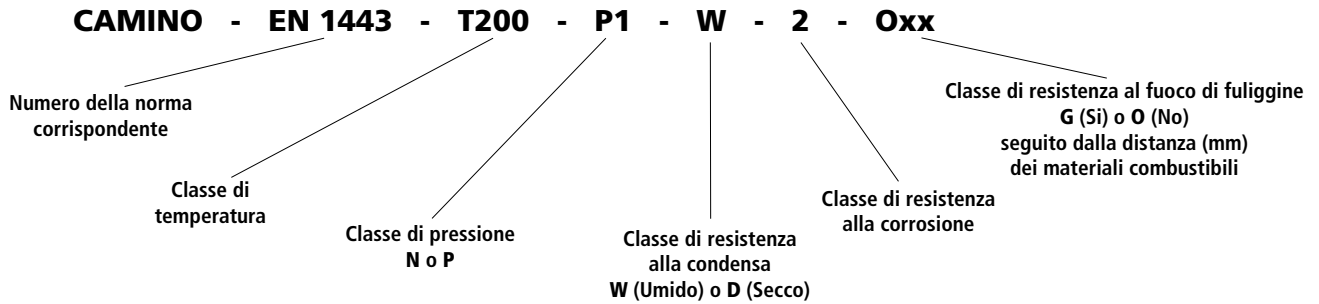 CAMINO - EN 1443 - T200 - P1 - W - 2 - Oxx
Numero della norma
corrispondente
Classe di
temperatura
Classe di pressione
N o P
Classe di resistenza
alla condensa
W (Umido) o D (Secco)
Classe di resistenza
alla corrosione
Classe di resistenza al fuoco di fuliggine
G (Si) o O (No)
seguito dalla distanza (mm)
dei materiali combustibili